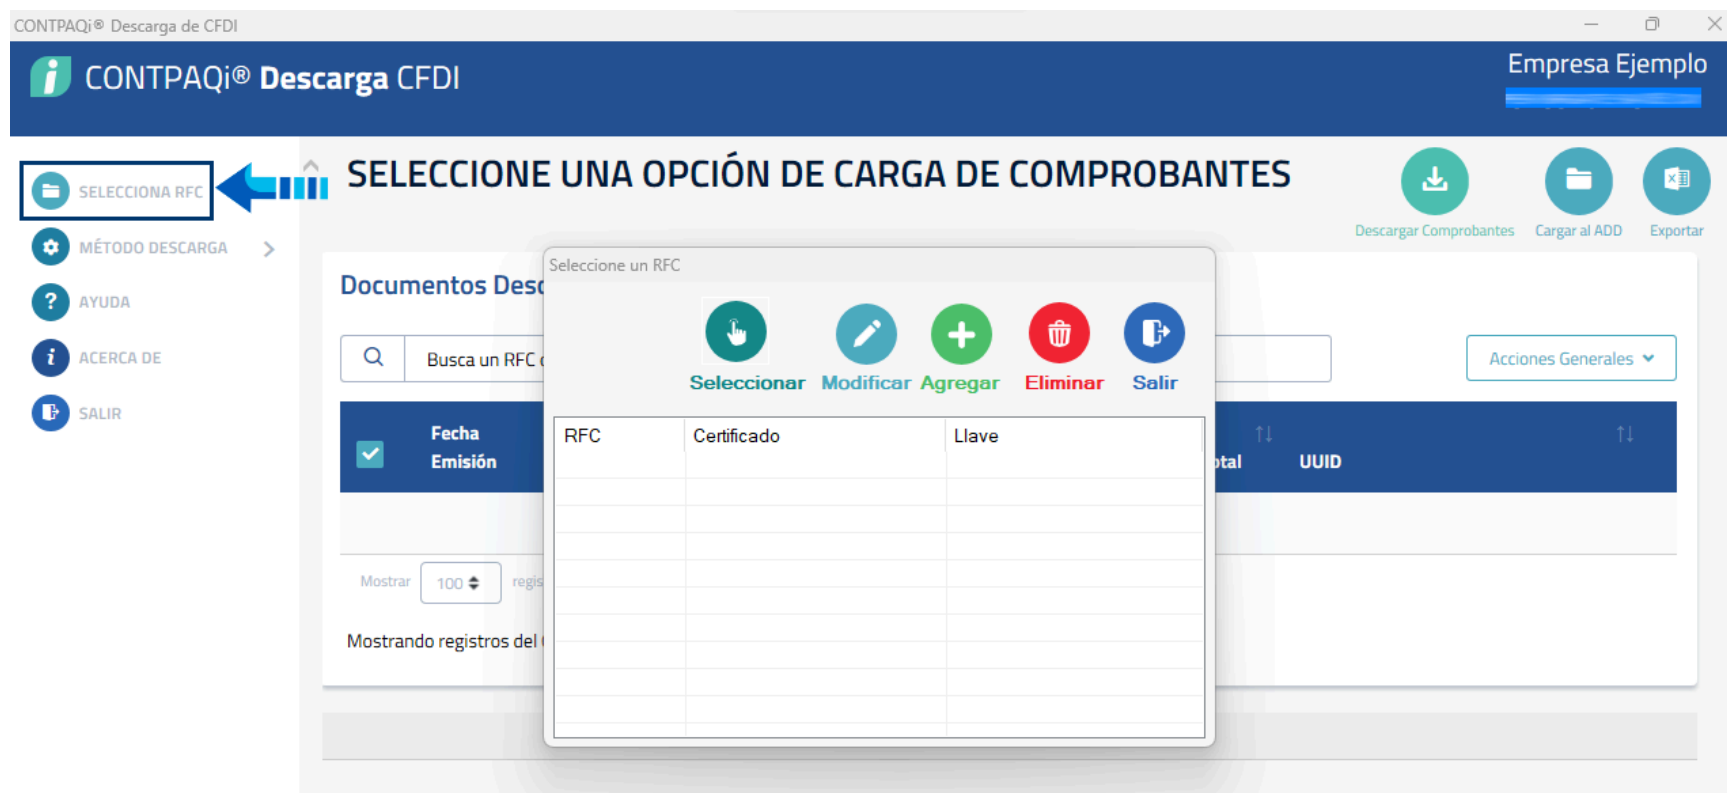 CONTPAQi® Descarga de CFDI
CONTPAQi® Descarga CFDI
Empresa Ejemplo
SELECCIONA RFC
MÉTODO DESCARGA
AYUDA
ACERCA DE
SALIR
SELECCIONE UNA OPCIÓN DE CARGA DE COMPROBANTES
Descargar Comprobantes
Cargar al ADD
Exportar
Documentos
Busca un RFC
Acciones Generales
Fecha
Emisión
UUID
Mostrar 100
Mostrando registros del
Seleccione un RFC
Seleccionar Modificar Agregar Eliminar Salir
RFC Certificado Llave